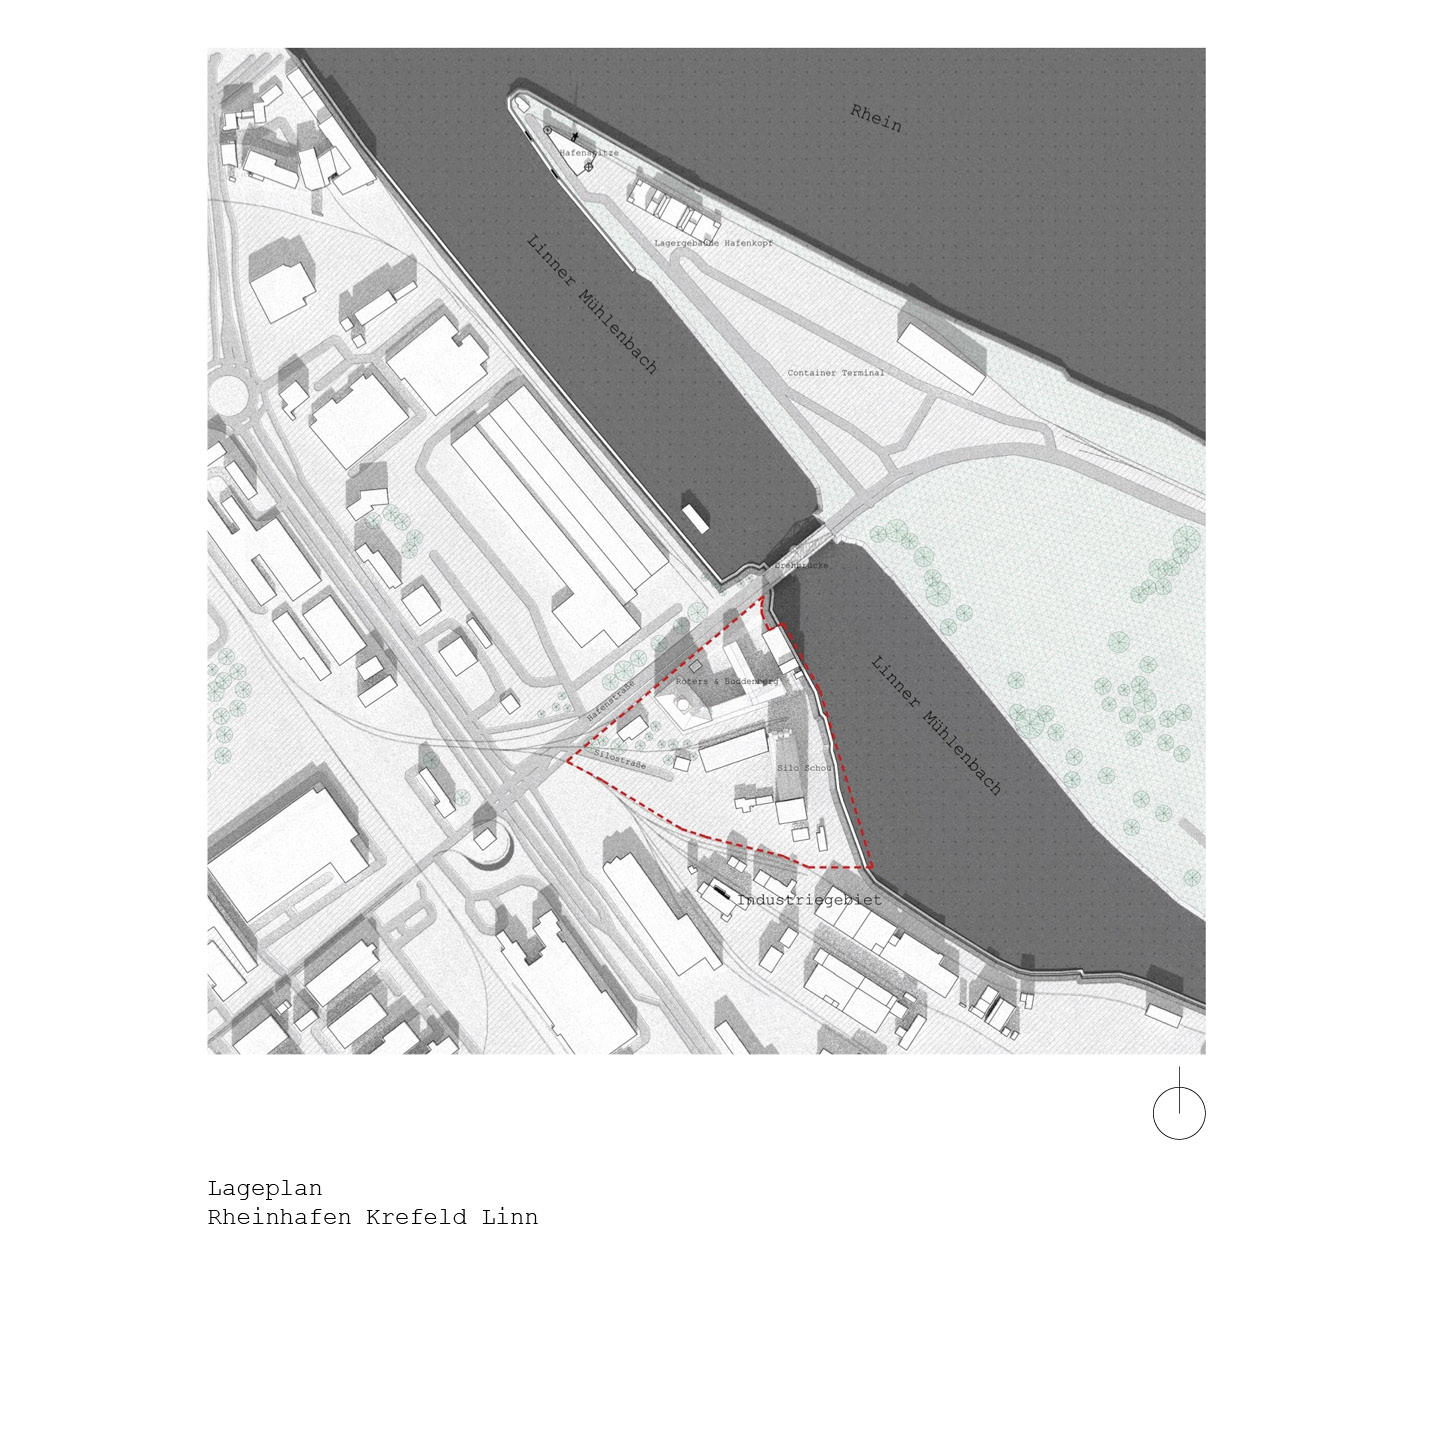 Rhein
Hafenspitze
Lagergebäude Hafenkopf
Linner Mühlenbach
Container Terminal
Drehbrücke
Linner Mühlenbach
Roters & Boddenberg
Hafenstraße
Silostraße
Silo Schou
Industriegebiet
Lageplan
Rheinhafen Krefeld Linn